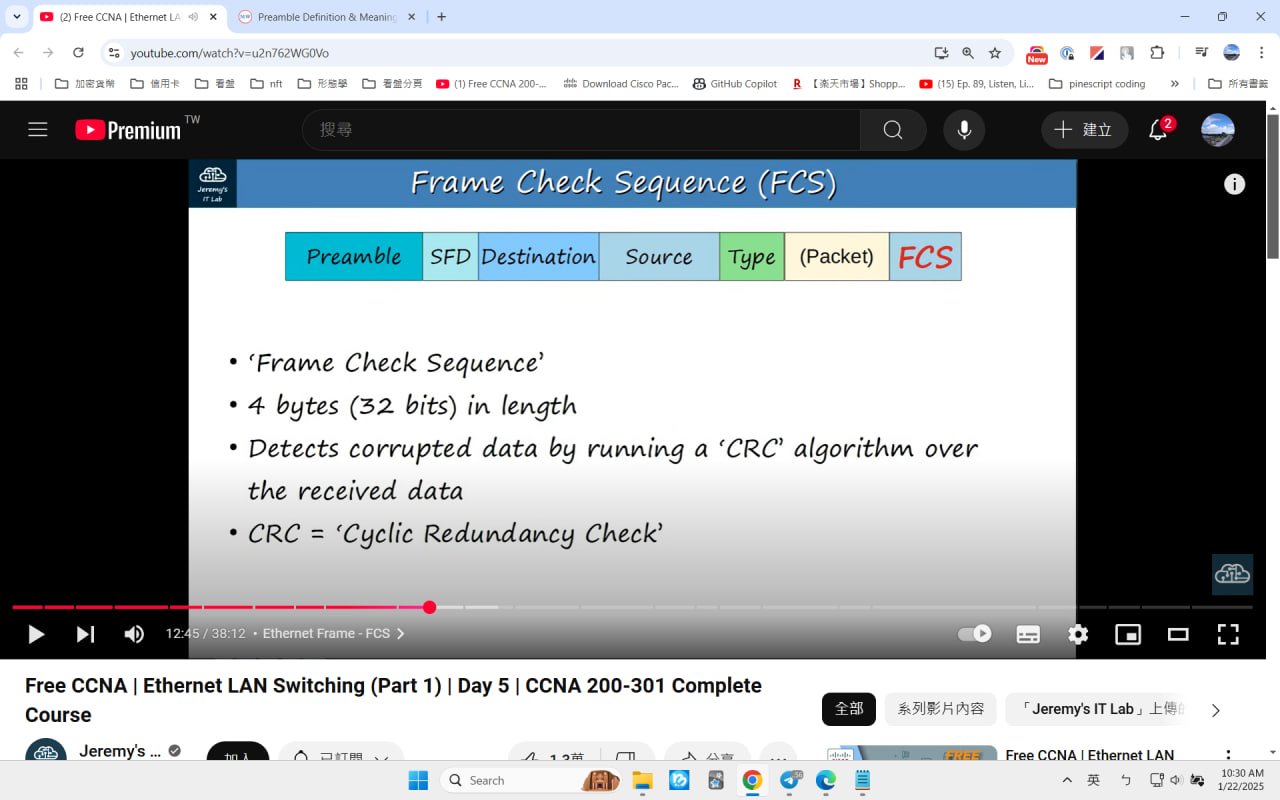 (2) Free CCNA | Ethernet LA
Preamble Definition & Meaning
youtube.com/watch?v=u2n762WG0Vo
New
加密貨幣
信用卡
看盤
nft
形態學
看盤分頁
(1) Free CCNA 200-...
Download Cisco Pac...
GitHub Copilot
【楽天市場】Shopp...
(15) Ep. 89, Listen, Li...
pinescript coding
»
所有書籤
Premium TW
搜尋
建立
2
Jeremy's
IT Lab
Frame Check Sequence (FCS)
Preamble SFD Destination Source Type (Packet) FCS
• ‘Frame Check Sequence’
• 4 bytes (32 bits) in length
• Detects corrupted data by running a ‘CRC’ algorithm over
the received data
• CRC = ‘Cyclic Redundancy Check’
12:45 / 38:12 • Ethernet Frame - FCS
Free CCNA | Ethernet LAN Switching (Part 1) | Day 5 | CCNA 200-301 Complete
Course
全部
系列影片內容
「Jeremy's IT Lab」上傳的
Jeremy's ...
加入
已訂閱
1.3萬
分享
FREE
Free CCNA | Ethernet LAN
Search
英
ㄅ
10:30 AM
1/22/2025